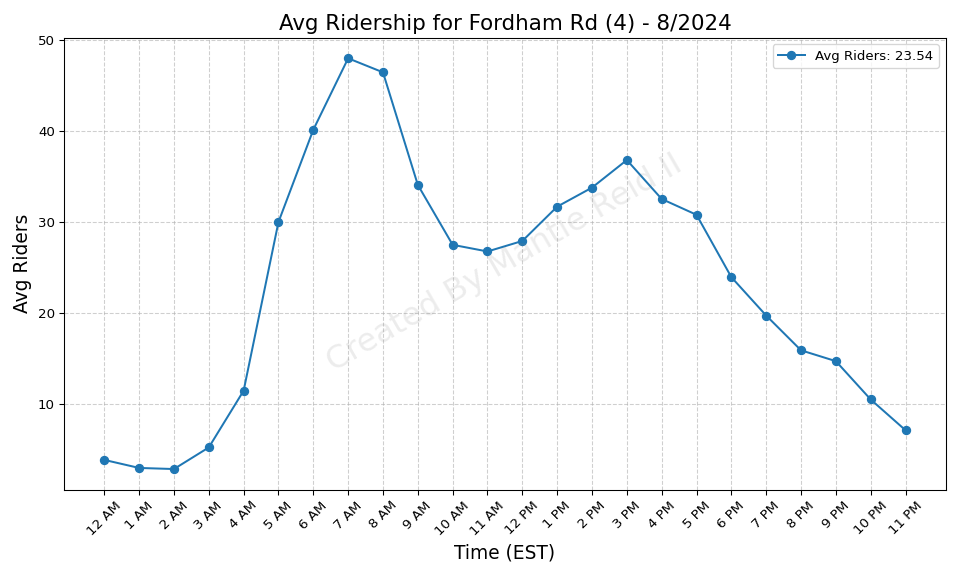 Avg Ridership for Fordham Rd (4) - 8/2024
Avg Riders: 23.54
50
40
30
20
10
Avg Riders
Created By Mantie Reid II
12 AM
1 AM
2 AM
3 AM
4 AM
5 AM
6 AM
7 AM
8 AM
9 AM
10 AM
11 AM
12 PM
1 PM
2 PM
3 PM
4 PM
5 PM
6 PM
7 PM
8 PM
9 PM
10 PM
11 PM
Time (EST)